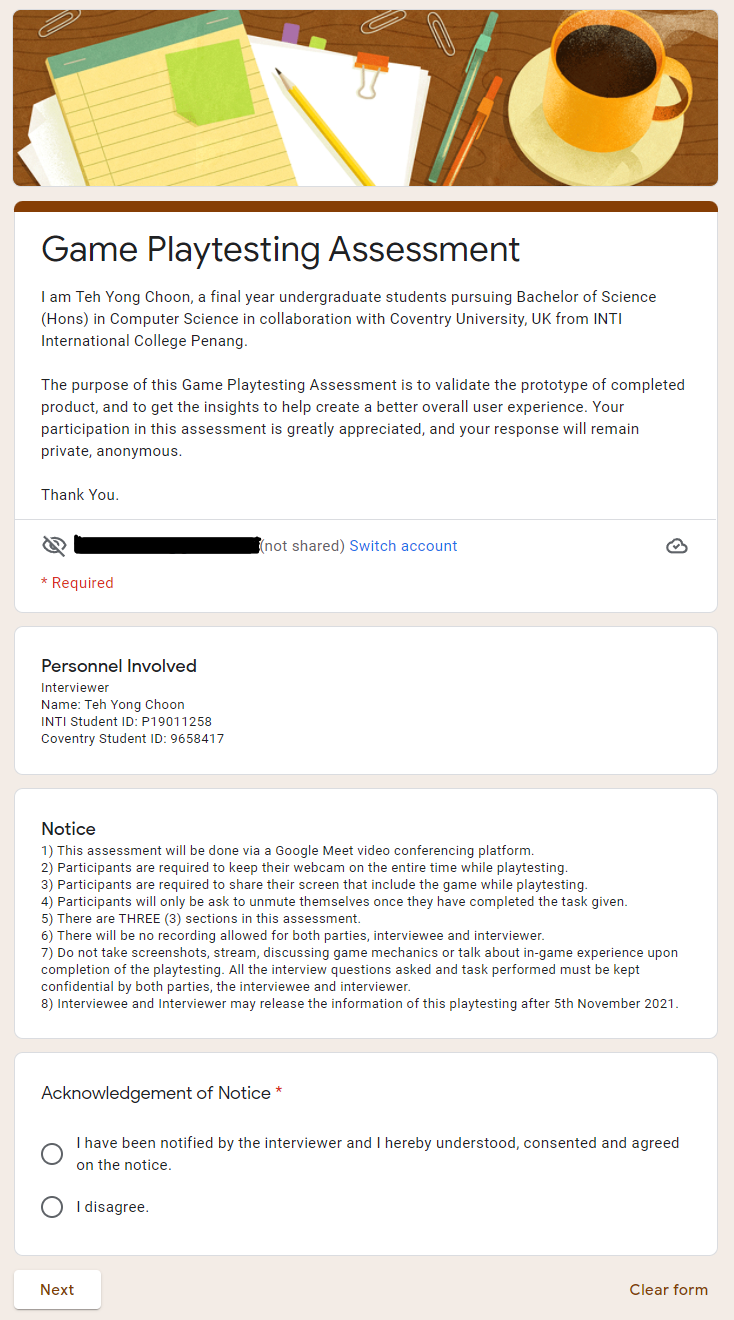 Game Playtesting Assessment
I am Teh Yong Choon, a final year undergraduate students pursuing Bachelor of Science
(Hons) in Computer Science in collaboration with Coventry University, UK from INTI
International College Penang.
The purpose of this Game Playtesting Assessment is to validate the prototype of completed
product, and to get the insights to help create a better overall user experience. Your
participation in this assessment is greatly appreciated, and your response will remain
private, anonymous.
Thank You.
(not shared) Switch account
* Required
Personnel Involved
Interviewer
Name: Teh Yong Choon
INTI Student ID: P19011258
Coventry Student ID: 9658417
Notice
1) This assessment will be done via a Google Meet video conferencing platform.
2) Participants are required to keep their webcam on the entire time while playtesting.
3) Participants are required to share their screen that include the game while playtesting.
4) Participants will only be ask to unmute themselves once they have completed the task given.
5) There are THREE (3) sections in this assessment.
6) There will be no recording allowed for both parties, interviewee and interviewer.
7) Do not take screenshots, stream, discussing game mechanics or talk about in-game experience upon
completion of the playtesting. All the interview questions asked and task performed must be kept
confidential by both parties, the interviewee and interviewer.
8) Interviewee and Interviewer may release the information of this playtesting after 5th November 2021.
Acknowledgement of Notice *
I have been notified by the interviewer and I hereby understood, consented and agreed
on the notice.
I disagree.
Next
Clear form